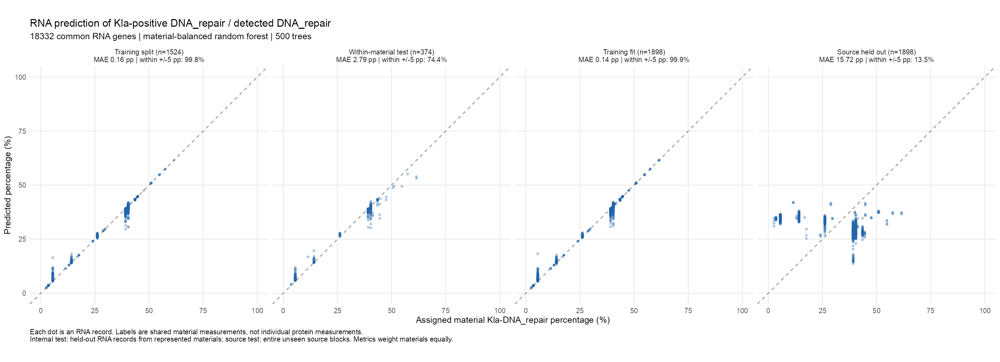 RNA prediction of Kla-positive DNA_repair / detected DNA_repair
18332 common RNA genes | material-balanced random forest | 500 trees
Training split (n=1524)
MAE 0.16 pp | within +/-5 pp: 99.8%
Within-material test (n=374)
MAE 2.79 pp | within +/-5 pp: 74.4%
Training fit (n=1898)
MAE 0.14 pp | within +/-5 pp: 99.9%
Source held out (n=1898)
MAE 15.72 pp | within +/-5 pp: 13.5%
Predicted percentage (%)
100
75
50
25
0
0 25 50 75 100
0 25 50 75 100
0 25 50 75 100
0 25 50 75 100
Assigned material Kla-DNA_repair percentage (%)
Each dot is an RNA record. Labels are shared material measurements, not individual protein measurements.
Internal test: held-out RNA records from represented materials; source test: entire unseen source blocks. Metrics weight materials equally.